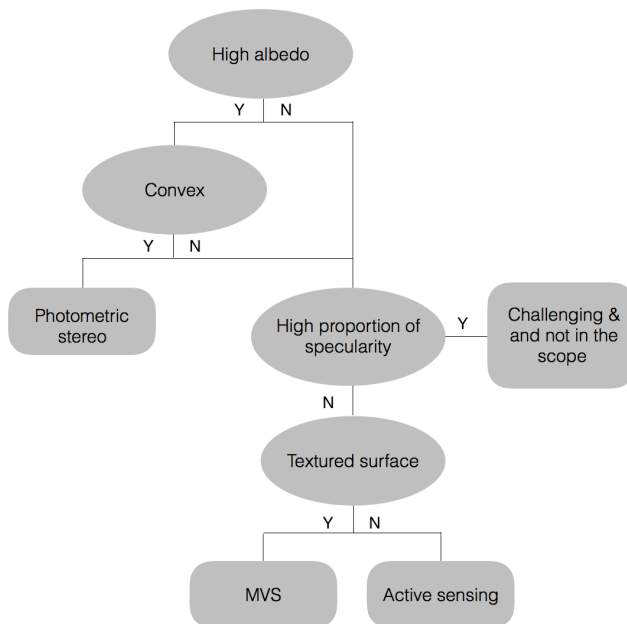 High albedo
Y N
Convex
Y N
Photometric
stereo
High proportion of
specularity
Y
Challenging &
and not in the
scope
N
Textured surface
Y N
MVS
Active sensing